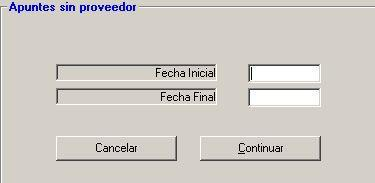 Apuntes sin proveedor
Fecha Inicial
Fecha Final
Cancelar Continuar